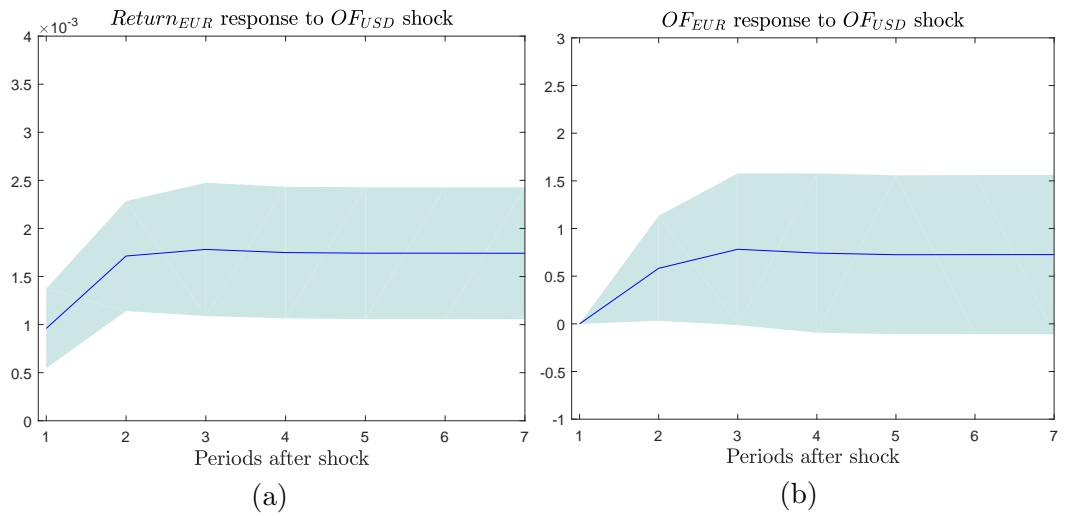 Return_EUR response to OF_USD shock
×10^-3
4
3.5
3
2.5
2
1.5
1
0.5
0
1 2 3 4 5 6 7
Periods after shock
(a)
OF_EUR response to OF_USD shock
3
2.5
2
1.5
1
0.5
0
-0.5
-1
1 2 3 4 5 6 7
Periods after shock
(b)